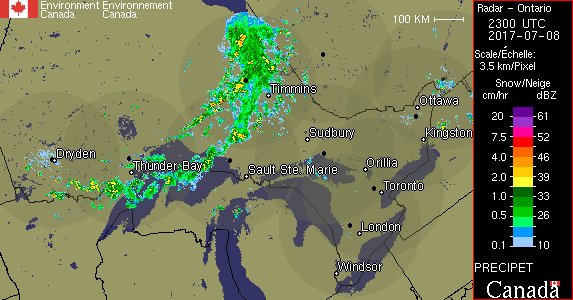 Environment Environnement
Canada Canada
100 KM
Timmins
Ottawa
Sudbury
Kingston
Dryden
Thunder Bay
Sault Ste. Marie
Orillia
Toronto
London
Windsor
Radar - Ontario
2300 UTC
2017-07-08
Scale/Échelle:
3.5 km/Pixel
Snow/Neige
cm/hr dBZ
20 61
7.5 57
5.4 52
4.0 46
2.0 39
1.0 33
0.5 26
0.1 10
PRECIPET
Canada